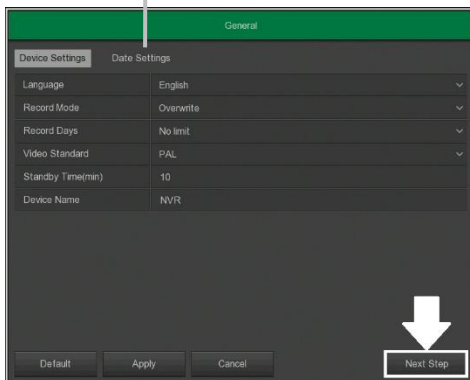 General
Device Settings Date Settings
Language English
Record Mode Overwrite
Record Days No limit
Video Standard PAL
Standby Time(min) 10
Device Name NVR
Default Apply Cancel Next Step